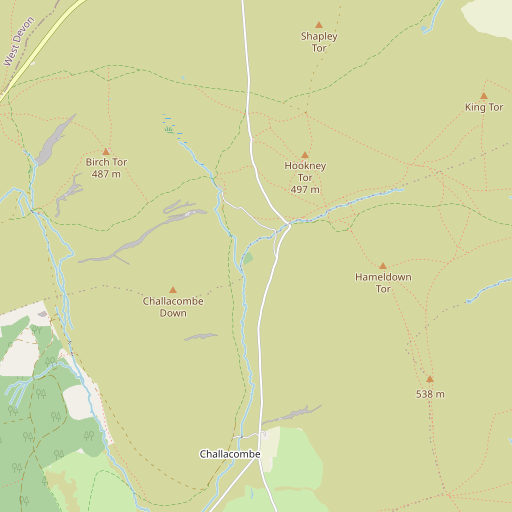 West Devon
Shapley
Tor
King Tor
Birch Tor
487 m
Hookney
Tor
497 m
Hameldown
Tor
Challacombe
Down
538 m
Challacombe